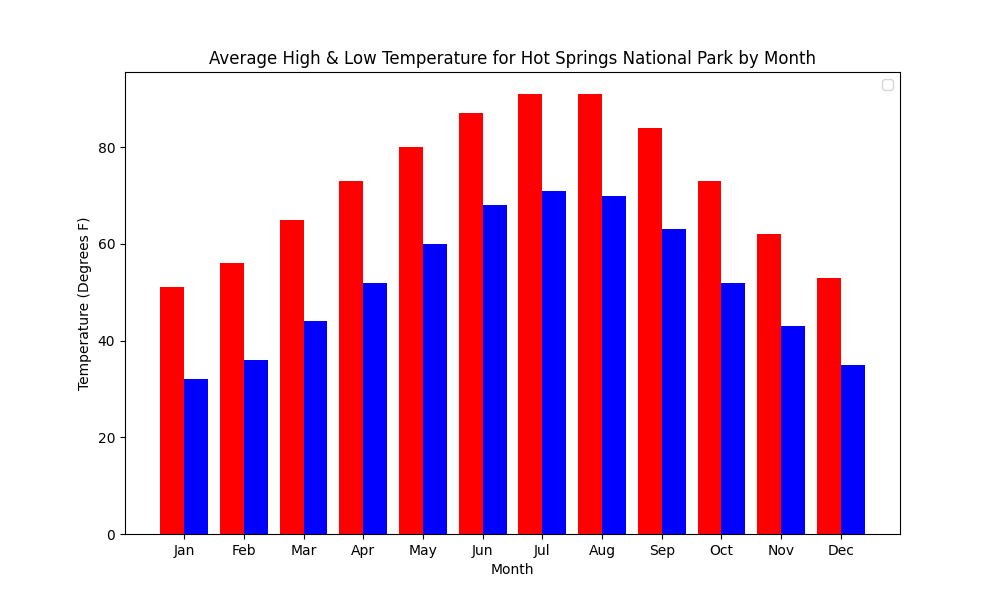 Average High & Low Temperature for Hot Springs National Park by Month
Temperature (Degrees F)
80
60
40
20
0
Jan Feb Mar Apr May Jun Jul Aug Sep Oct Nov Dec
Month